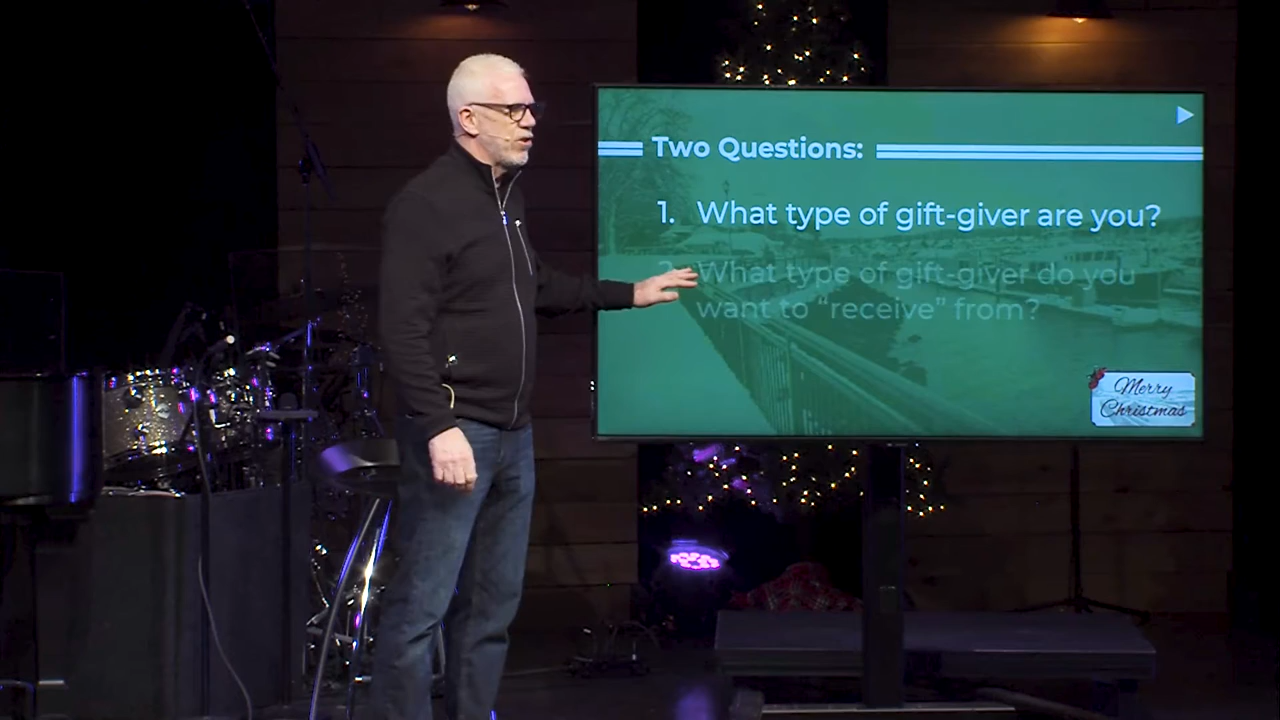 Two Questions:
1. What type of gift-giver are you?
2. What type of gift-giver do you
want to “receive” from?
Merry
Christmas